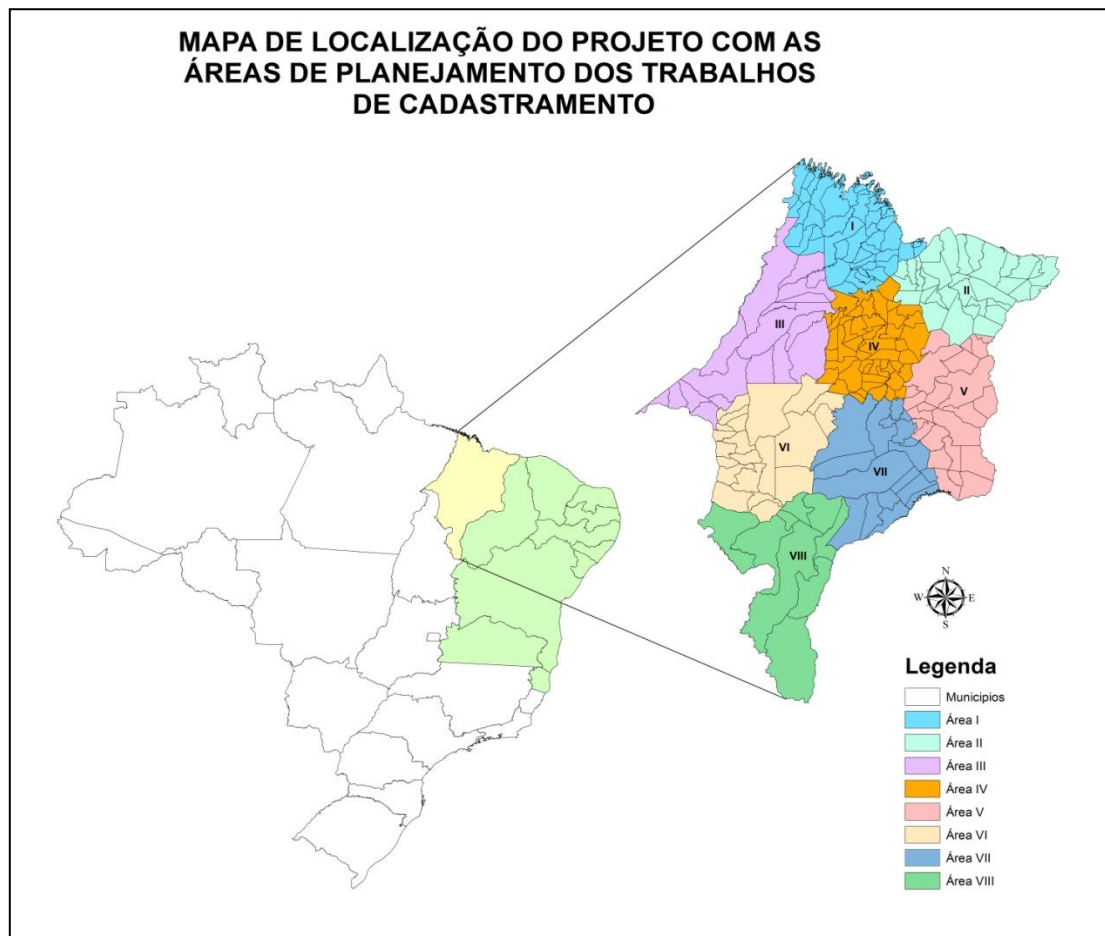 MAPA DE LOCALIZAÇÃO DO PROJETO COM AS
ÁREAS DE PLANEJAMENTO DOS TRABALHOS
DE CADASTRAMENTO
I
II
III
IV
V
VI
VII
VIII
N
W E
S
Legenda
Municipios
Área I
Área II
Área III
Área IV
Área V
Área VI
Área VII
Área VIII